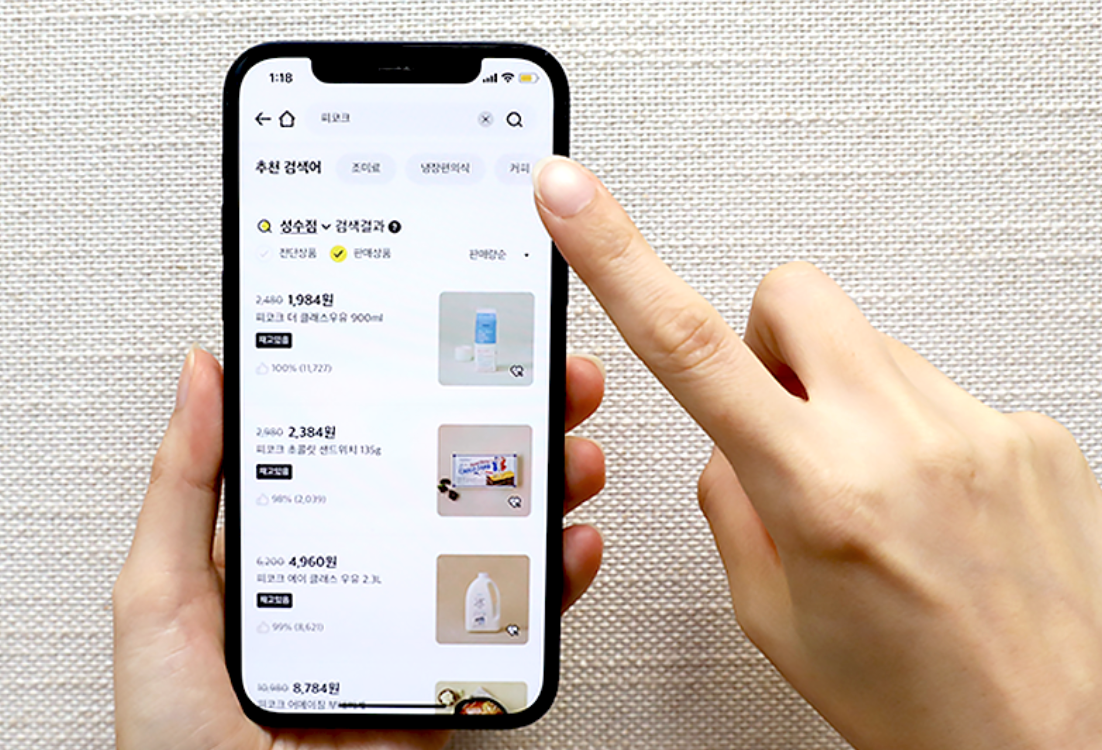 1:18
피코크
추천 검색어 조미료 냉장편의식 커피
성수점 검색결과 ?
전단상품 판매상품 판매량순
2,480 1,984원
피코크 더 클래스우유 900ml
재고있음
100% (11,727)
2,980 2,384원
피코크 초콜릿 샌드위치 135g
재고있음
98% (2,039)
6,200 4,960원
피코크 에이 클래스 우유 2.3L
재고있음
99% (8,621)
10,980 8,784원
피코크 어메이징